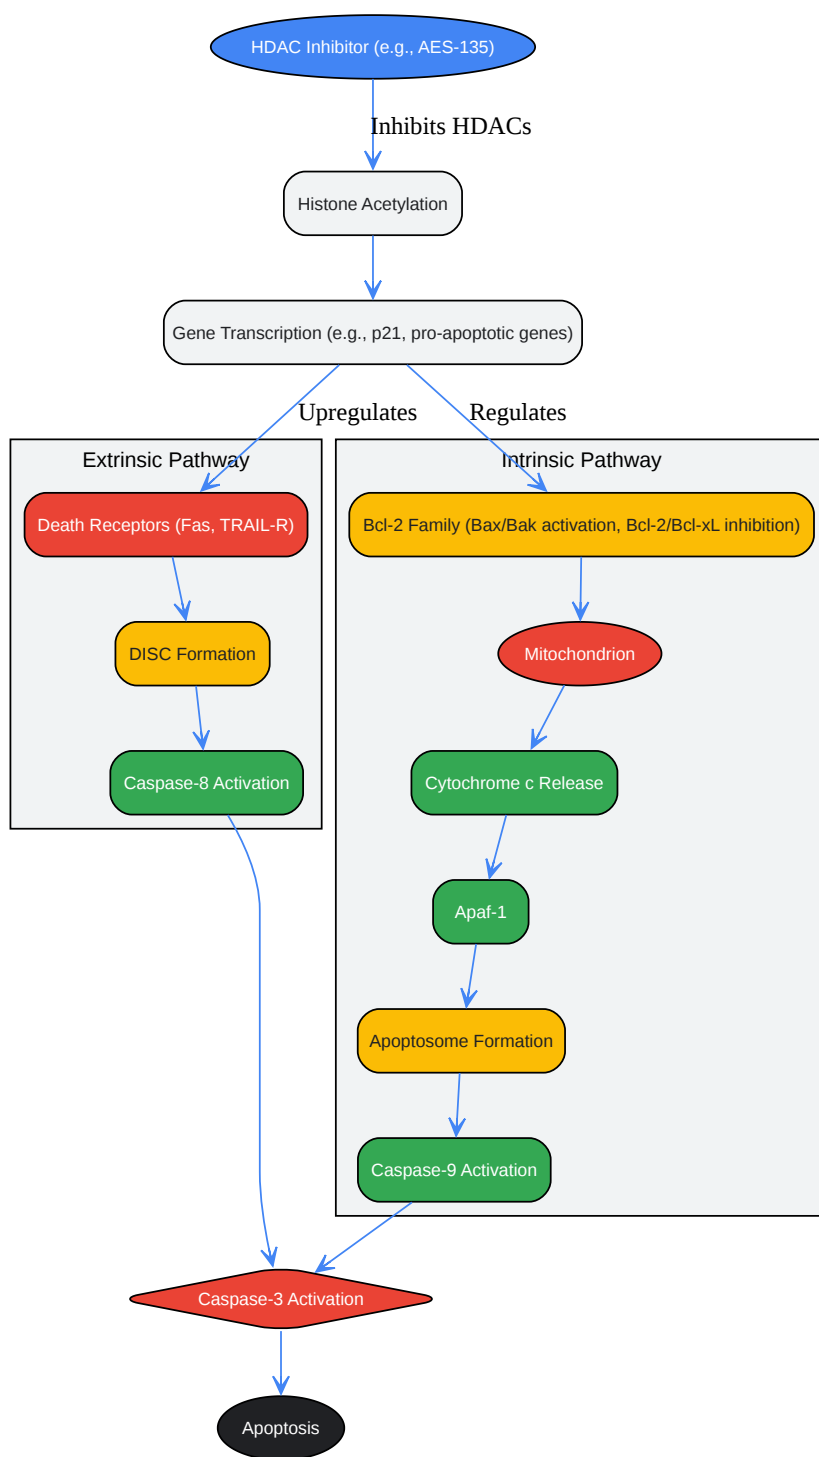 HDAC Inhibitor (e.g., AES-135)
Inhibits HDACs
Histone Acetylation
Gene Transcription (e.g., p21, pro-apoptotic genes)
Upregulates
Regulates
Extrinsic Pathway
Death Receptors (Fas, TRAIL-R)
DISC Formation
Caspase-8 Activation
Intrinsic Pathway
Bcl-2 Family (Bax/Bak activation, Bcl-2/Bcl-xL inhibition)
Mitochondrion
Cytochrome c Release
Apaf-1
Apoptosome Formation
Caspase-9 Activation
Caspase-3 Activation
Apoptosis